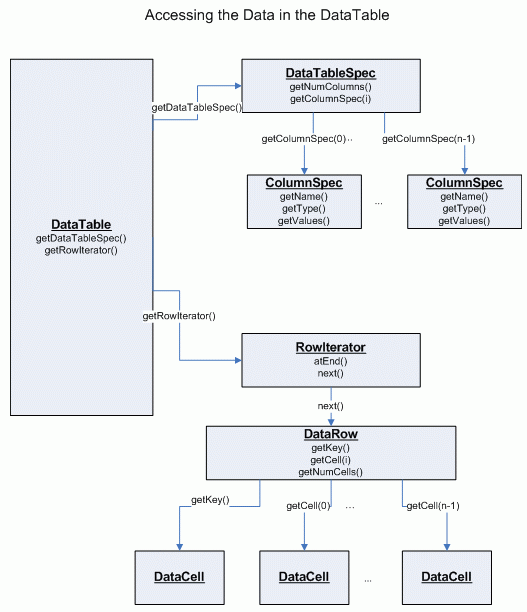 Accessing the Data in the DataTable
DataTable
getDataTableSpec()
getRowIterator()
getDataTableSpec()
DataTableSpec
getNumColumns()
getColumnSpec(i)
getColumnSpec(0)··
getColumnSpec(n-1)
ColumnSpec
getName()
getType()
getValues()
...
ColumnSpec
getName()
getType()
getValues()
getRowIterator()
RowIterator
atEnd()
next()
next()
DataRow
getKey()
getCell(i)
getNumCells()
getKey()
getCell(0)
...
getCell(n-1)
DataCell
DataCell
...
DataCell